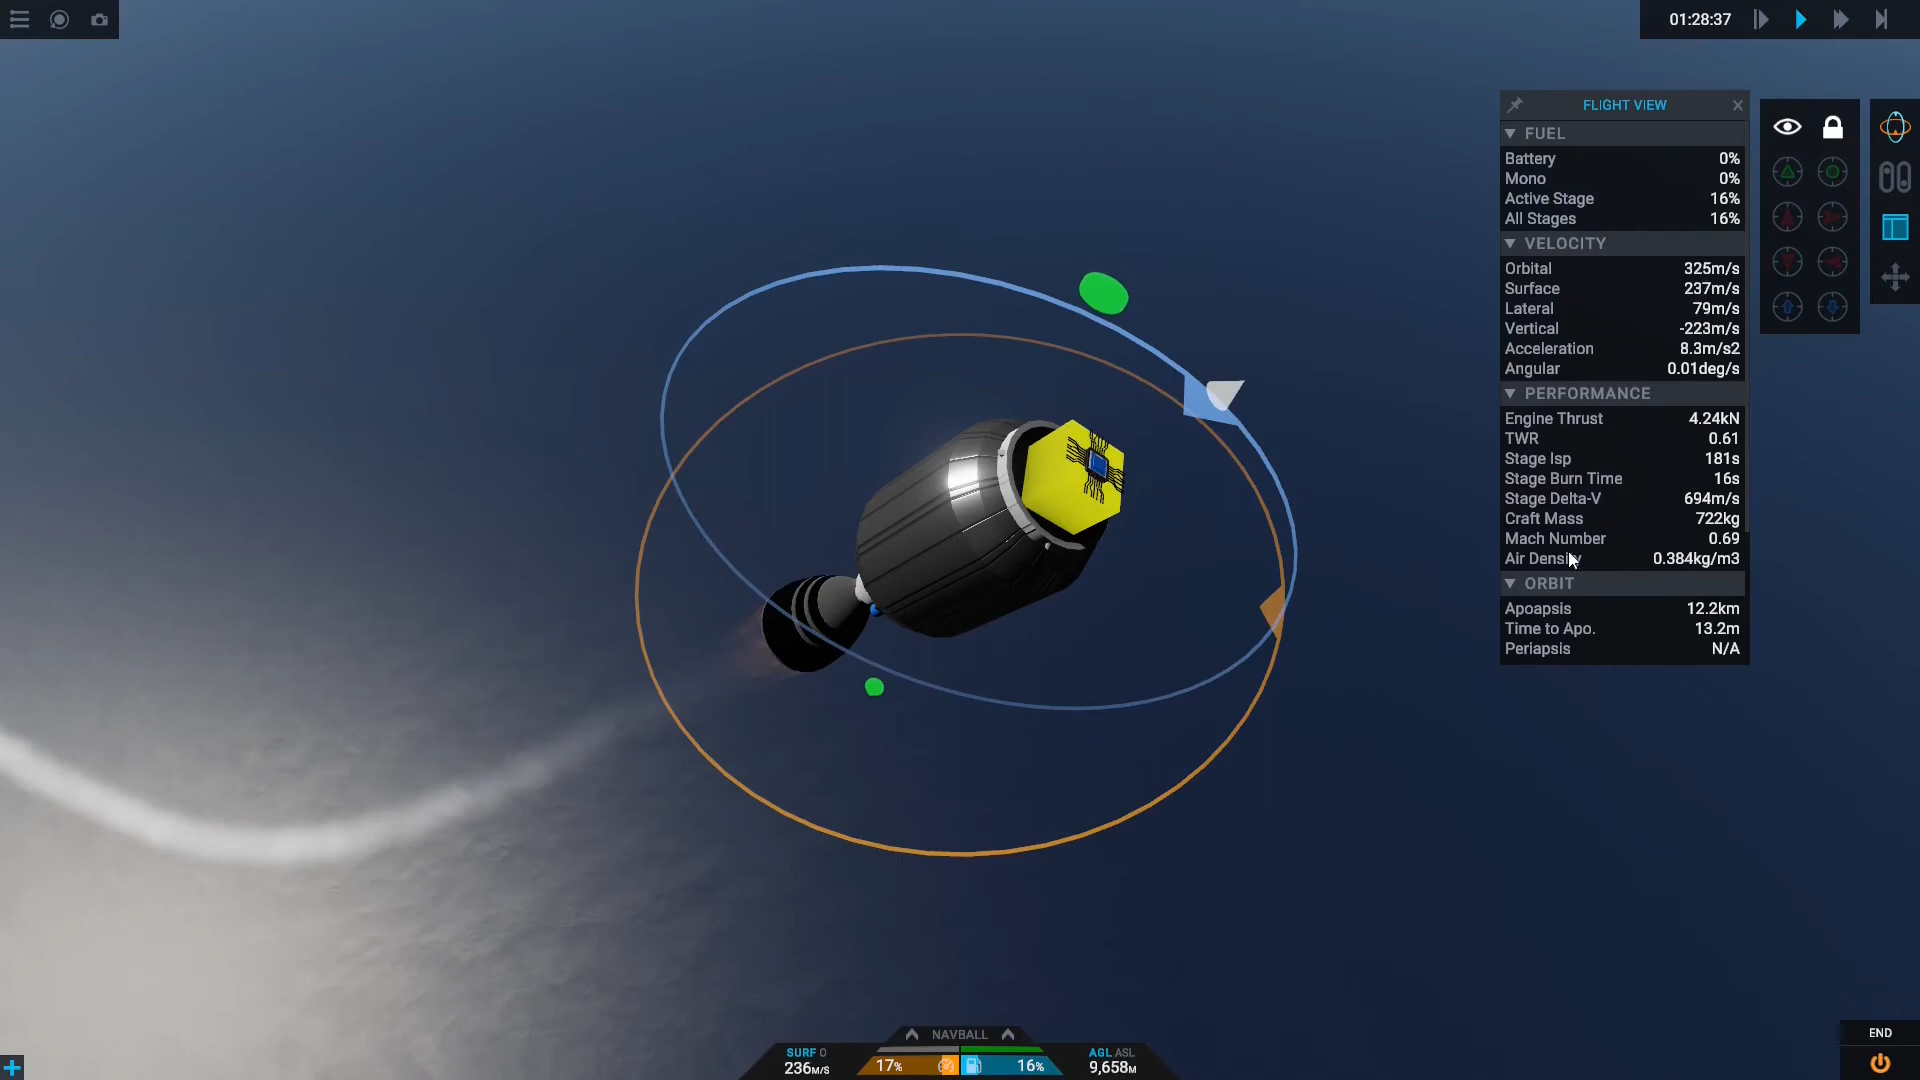 01:28:37
FLIGHT VIEW
FUEL
Battery 0%
Mono 0%
Active Stage 16%
All Stages 16%
VELOCITY
Orbital 325m/s
Surface 237m/s
Lateral 79m/s
Vertical -223m/s
Acceleration 8.3m/s2
Angular 0.01deg/s
PERFORMANCE
Engine Thrust 4.24kN
TWR 0.61
Stage Isp 181s
Stage Burn Time 16s
Stage Delta-V 694m/s
Craft Mass 722kg
Mach Number 0.69
Air Density 0.384kg/m3
ORBIT
Apoapsis 12.2km
Time to Apo. 13.2m
Periapsis N/A
NAVBALL
SURF O AGL ASL
236M/S 17% 16% 9,658M
END